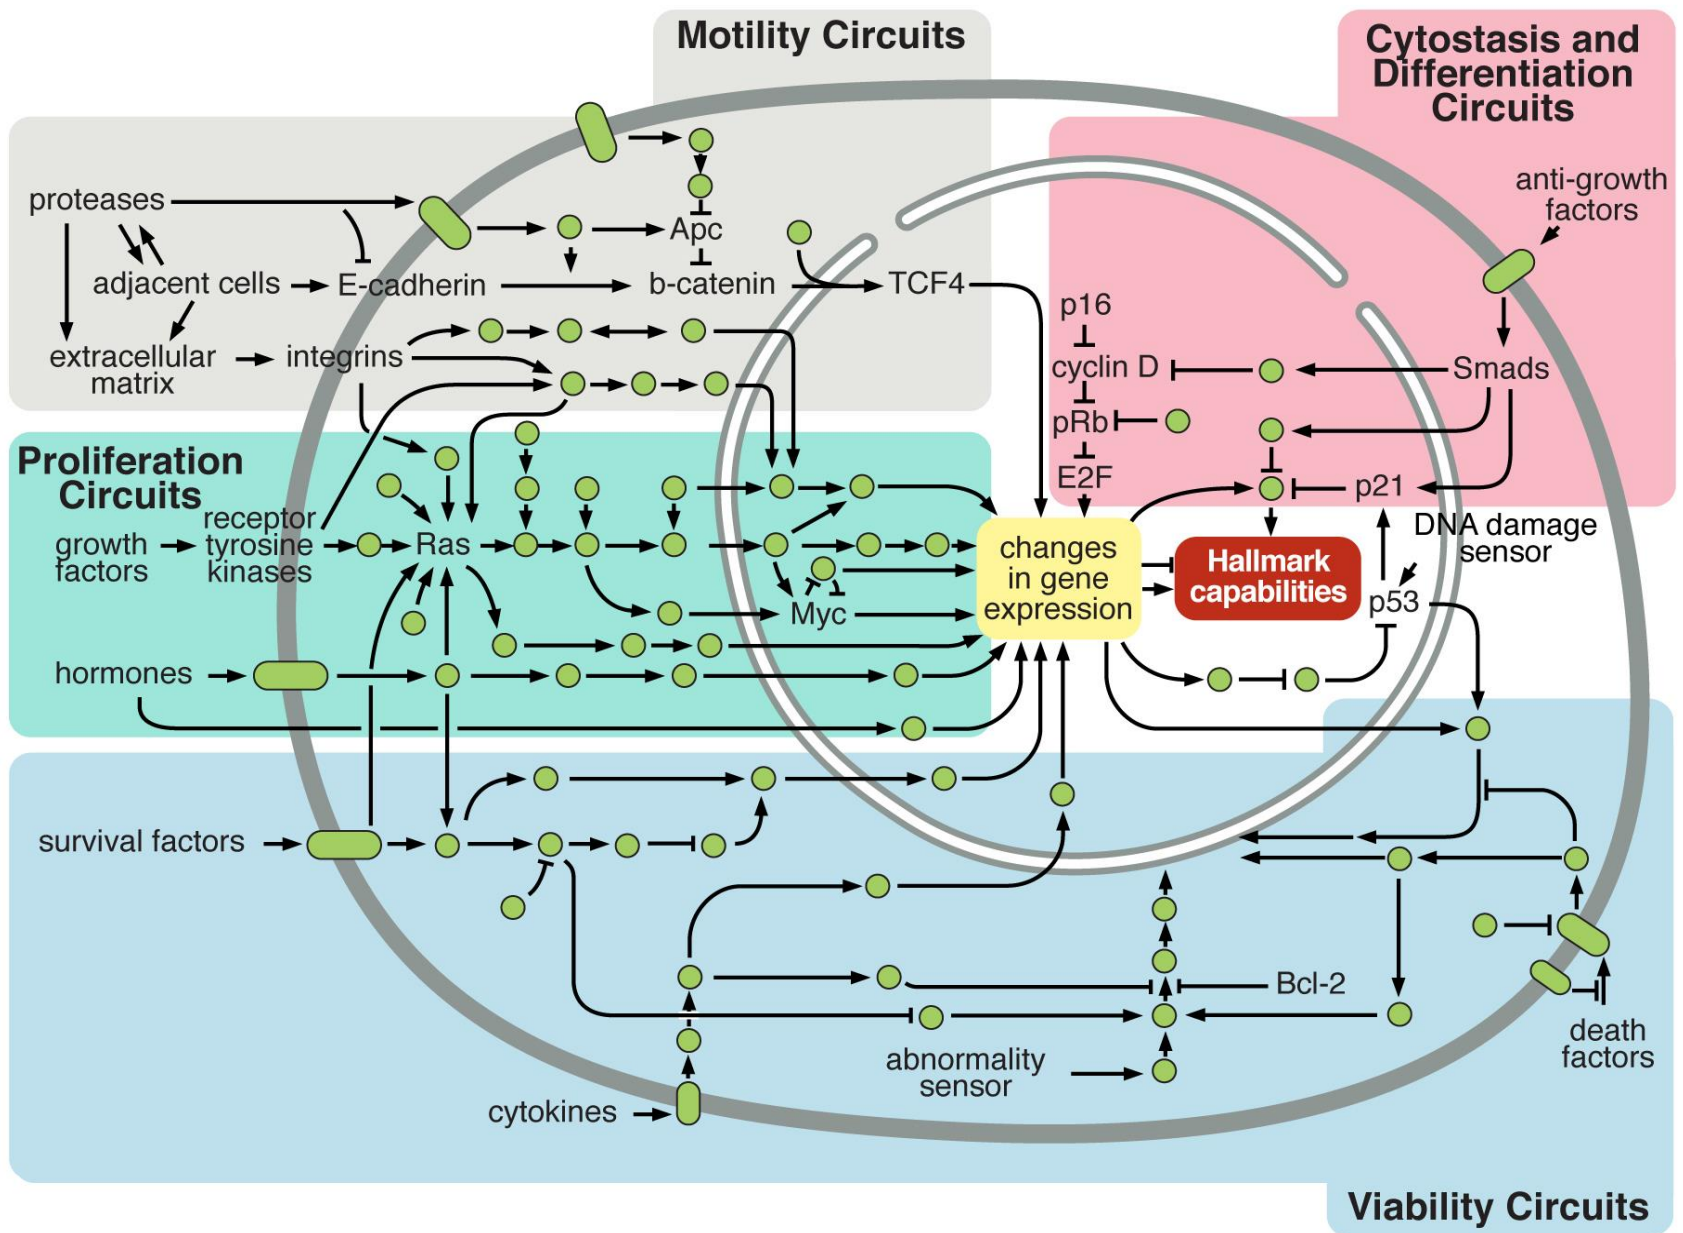 Motility Circuits
Cytostasis and
Differentiation
Circuits
proteases
adjacent cells
extracellular
matrix
E-cadherin
integrins
Apc
b-catenin
TCF4
anti-growth
factors
p16
cyclin D
pRb
E2F
Smads
p21
DNA damage
sensor
p53
Proliferation
Circuits
growth
factors
receptor
tyrosine
kinases
Ras
Myc
hormones
changes
in gene
expression
Hallmark
capabilities
survival factors
cytokines
abnormality
sensor
Bcl-2
death
factors
Viability Circuits